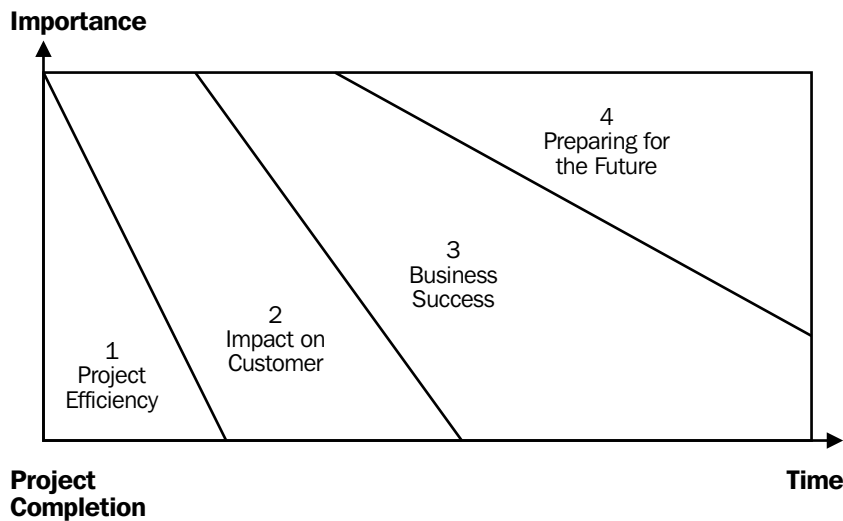 Importance
4
Preparing for
the Future
3
Business
Success
2
Impact on
Customer
1
Project
Efficiency
Project
Completion
Time